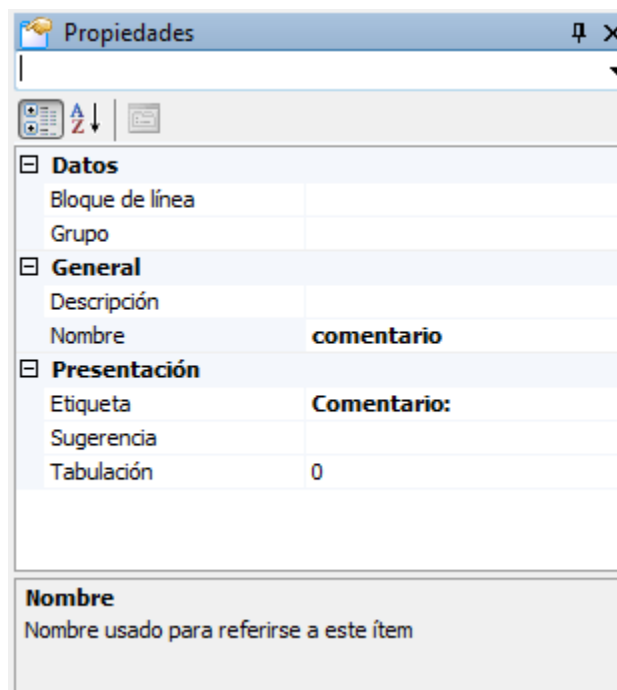 Propiedades
A
Z
Datos
Bloque de línea
Grupo
General
Descripción
Nombre comentario
Presentación
Etiqueta Comentario:
Sugerencia
Tabulación 0
Nombre
Nombre usado para referirse a este ítem